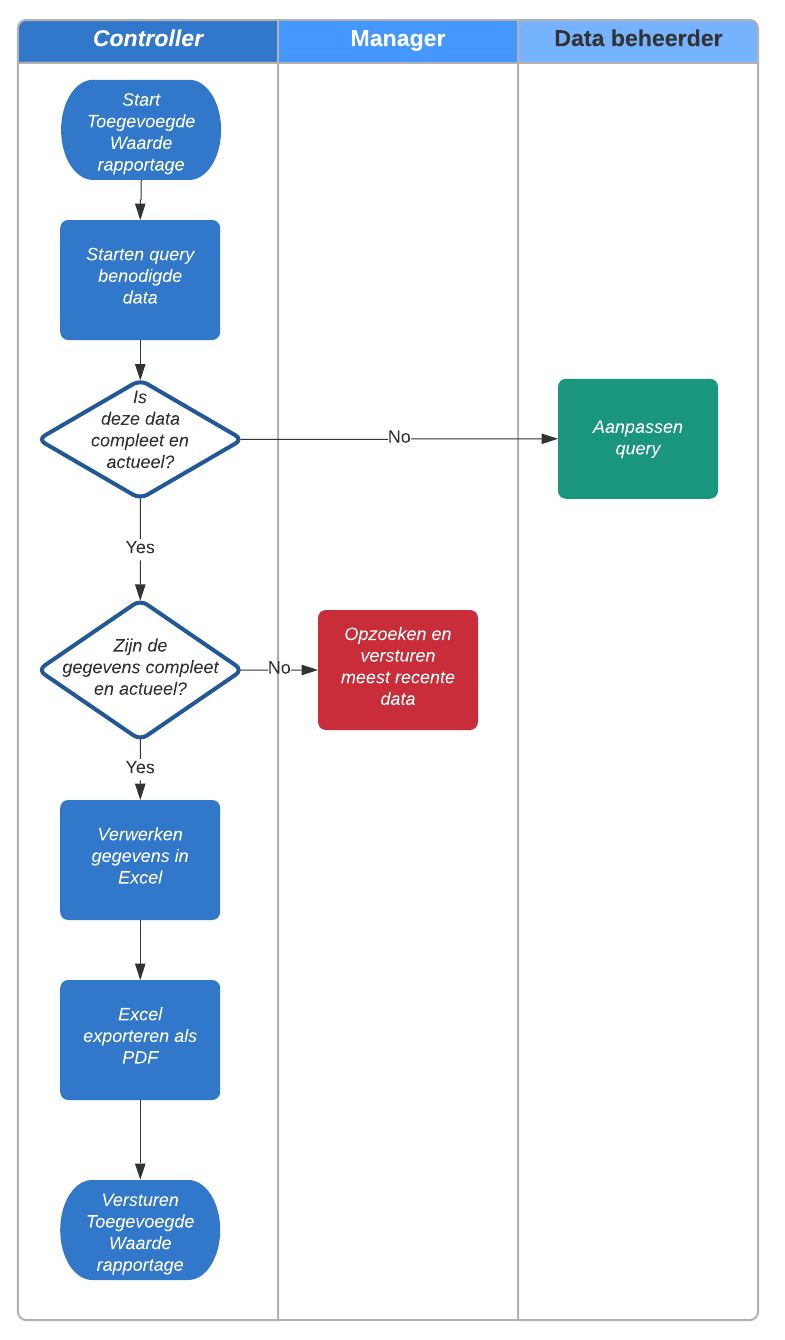 Controller
Manager
Data beheerder
Start
Toegevoegde
Waarde
rapportage
Starten query
benodigde
data
Is
deze data
compleet en
actueel?
No
Aanpassen
query
Yes
Zijn de
gegevens compleet
en actueel?
No
Opzoeken en
versturen
meest recente
data
Yes
Verwerken
gegevens in
Excel
Excel
exporteren als
PDF
Versturen
Toegevoegde
Waarde
rapportage